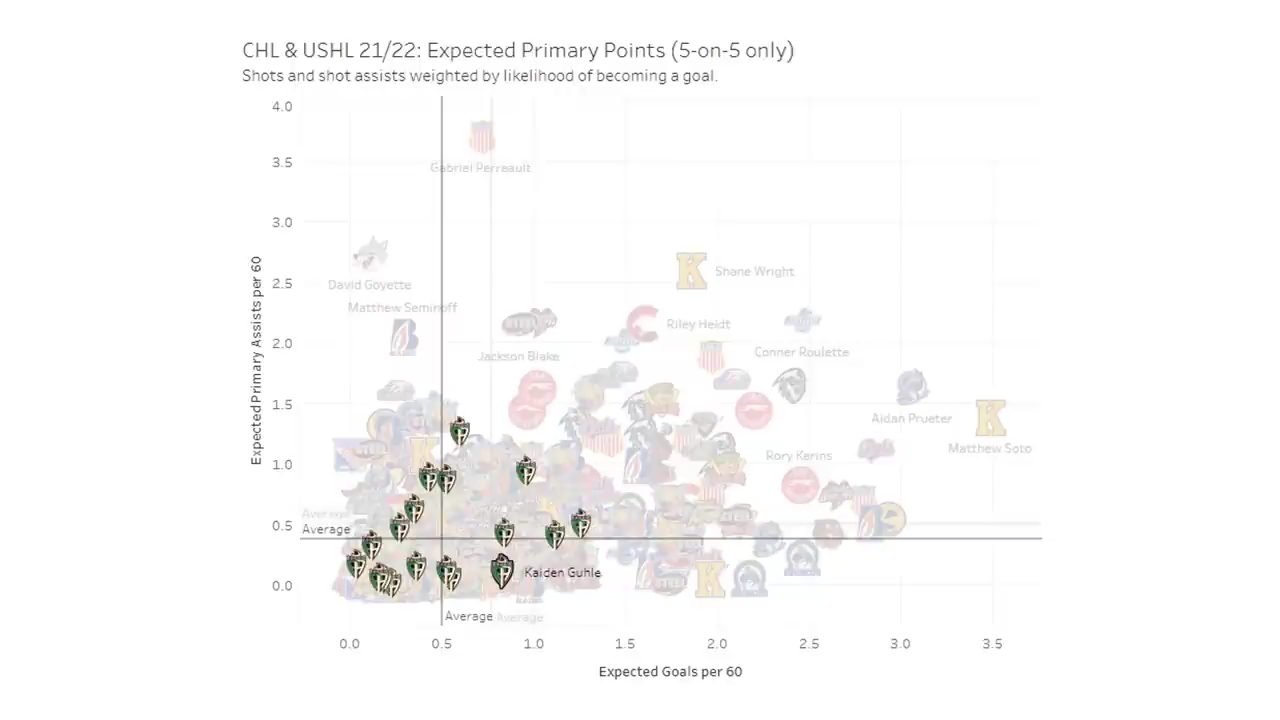 CHL & USHL 21/22: Expected Primary Points (5-on-5 only)
Shots and shot assists weighted by likelihood of becoming a goal.
4.0
3.5
Gabriel Perreault
3.0
2.5
David Goyette
Shane Wright
Matthew Seminoff
2.0
Jackson Blake
Riley Heidt
Conner Roulette
1.5
Aidan Prueter
Matthew Soto
1.0
Rory Kerins
0.5
Average
Average
0.0
Kaiden Guhle
Average
Average
0.0 0.5 1.0 1.5 2.0 2.5 3.0 3.5
Expected Goals per 60
Expected Primary Assists per 60